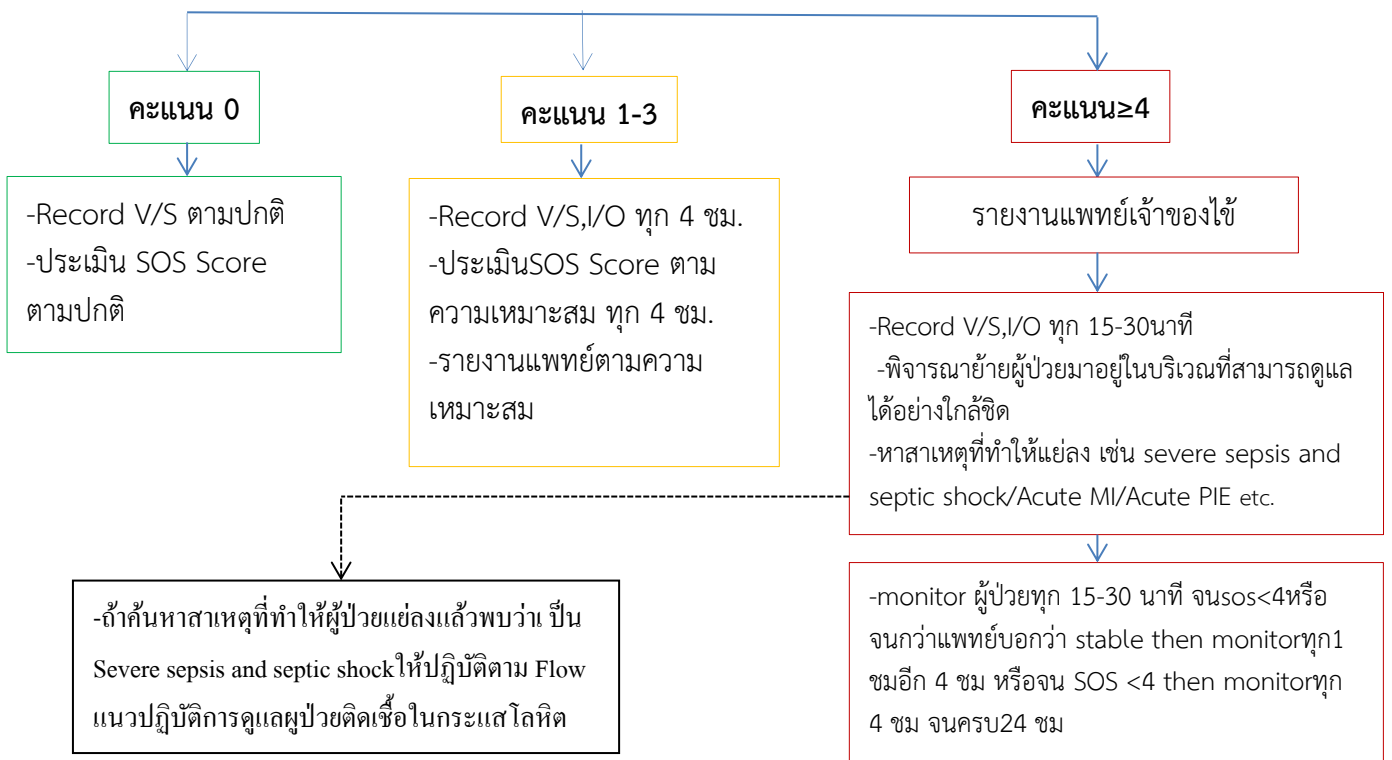 คะแนน 0
คะแนน 1-3
คะแนน≥4
-Record V/S ตามปกติ
-ประเมิน SOS Score
ตามปกติ
-Record V/S,I/O ทุก 4 ชม.
-ประเมินSOS Score ตาม
ความเหมาะสม ทุก 4 ชม.
-รายงานแพทย์ตามความ
เหมาะสม
รายงานแพทย์เจ้าของไข้
-Record V/S,I/O ทุก 15-30นาที
-พิจารณาย้ายผู้ป่วยมาอยู่ในบริเวณที่สามารถดูแล
ได้อย่างใกล้ชิด
-หาสาเหตุที่ทำให้แย่ลง เช่น severe sepsis and
septic shock/Acute MI/Acute PIE etc.
-ถ้าค้นหาสาเหตุที่ทำให้ผู้ป่วยแย่ลงแล้วพบว่าเ ป็น
Severe sepsis and septic shockให้ปฏิบัติตาม Flow
แนวปฏิบัติการดูแลผูป่วยติดเชื้อในกระแสโลหิต
-monitor ผู้ป่วยทุก 15-30 นาที จนsos<4หรือ
จนกว่าแพทย์บอกว่า stable then monitorทุก1
ชมอีก 4 ชม หรือจน SOS <4 then monitorทุก
4 ชม จนครบ24 ชม